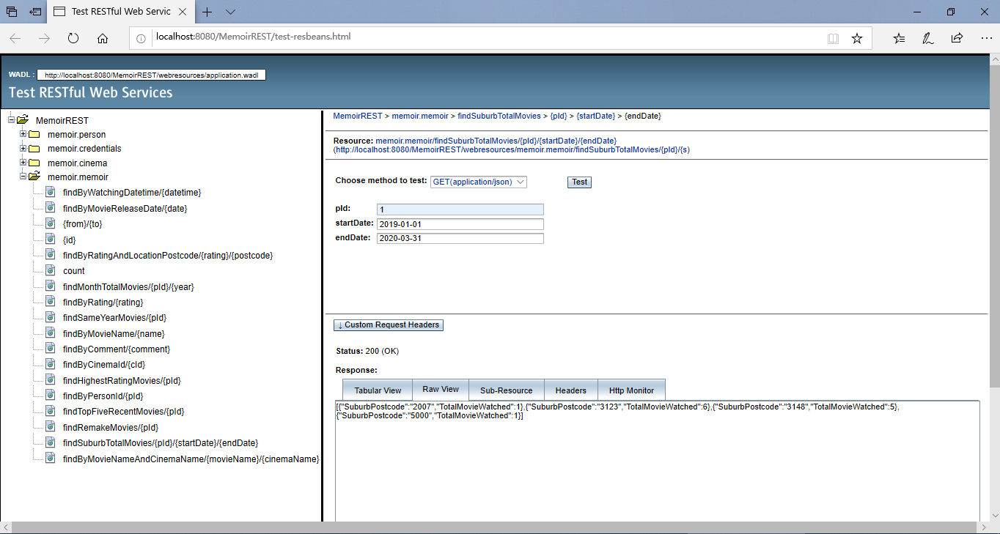 Test RESTful Web Servic
localhost:8080/MemoirREST/test-resbeans.html
WADL : http://localhost:8080/MemoirREST/webresources/application.wadl
Test RESTful Web Services
MemoirREST
memoir.person
memoir.credentials
memoir.cinema
memoir.memoir
findByWatchingDatetime/{datetime}
findByMovieReleaseDate/{date}
{from}/{to}
{id}
findByRatingAndLocationPostcode/{rating}/{postcode}
count
findMonthTotalMovies/{pId}/{year}
findByRating/{rating}
findSameYearMovies/{pId}
findByMovieName/{name}
findByComment/{comment}
findByCinemaId/{cId}
findHighestRatingMovies/{pId}
findByPersonId/{pId}
findTopFiveRecentMovies/{pId}
findRemakeMovies/{pId}
findSuburbTotalMovies/{pId}/{startDate}/{endDate}
findByMovieNameAndCinemaName/{movieName}/{cinemaName}
MemoirREST > memoir.memoir > findSuburbTotalMovies > {pId} > {startDate} > {endDate}
Resource: memoir.memoir/findSuburbTotalMovies/{pId}/{startDate}/{endDate}
(http://localhost:8080/MemoirREST/webresources/memoir.memoir/findSuburbTotalMovies/{pId}/{s)
Choose method to test: GET(application/json) Test
pId: 1
startDate: 2019-01-01
endDate: 2020-03-31
↓ Custom Request Headers
Status: 200 (OK)
Response:
Tabular View Raw View Sub-Resource Headers Http Monitor
[{"SuburbPostcode":"2007","TotalMovieWatched":1},{"SuburbPostcode":"3123","TotalMovieWatched":6},{"SuburbPostcode":"3148","TotalMovieWatched":5},
{"SuburbPostcode":"5000","TotalMovieWatched":1}]